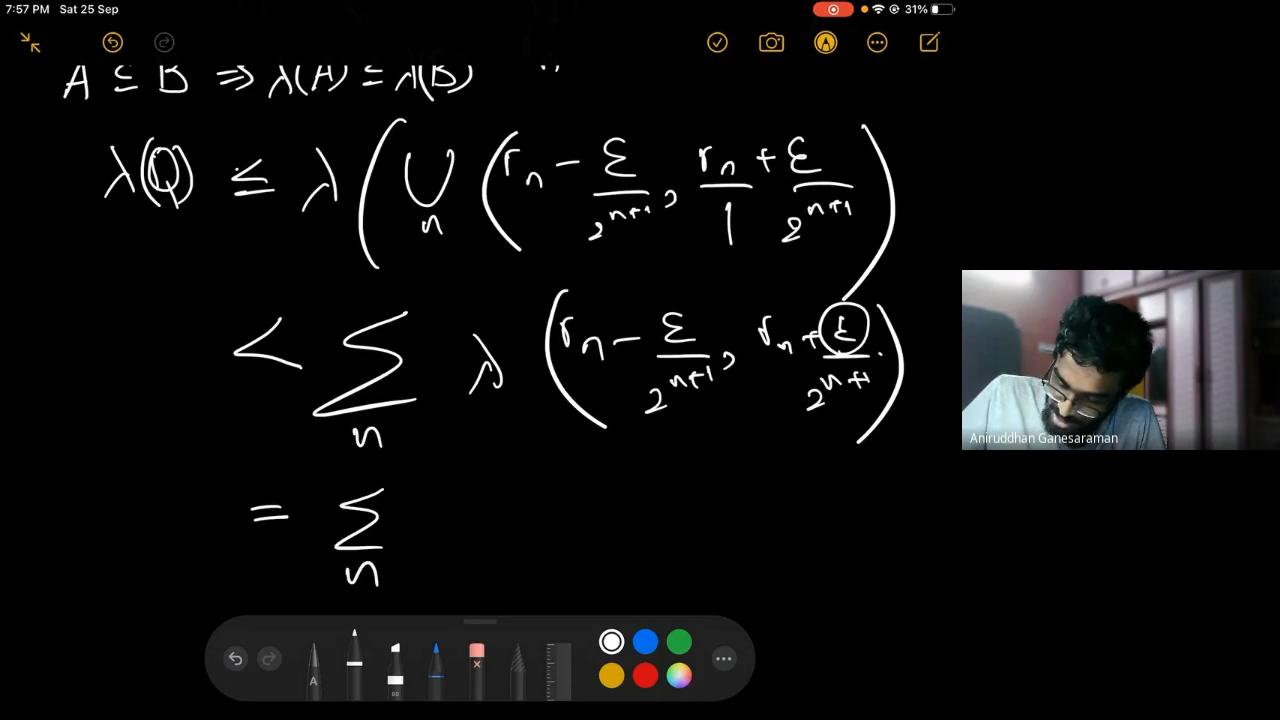 7:57 PM Sat 25 Sep 31%
A ⊆ B ⇒ λ(A) ≤ λ(B) "
λ(Q) ≤ λ ( ⋃_n ( r_n - ε/2^{n+1} , r_n/1 + ε/2^{n+1} )
< Σ_n λ ( r_n - ε/2^{n+1} , r_n + ε/2^{n+1} )
Aniruddhan Ganesaraman
= Σ_n
A